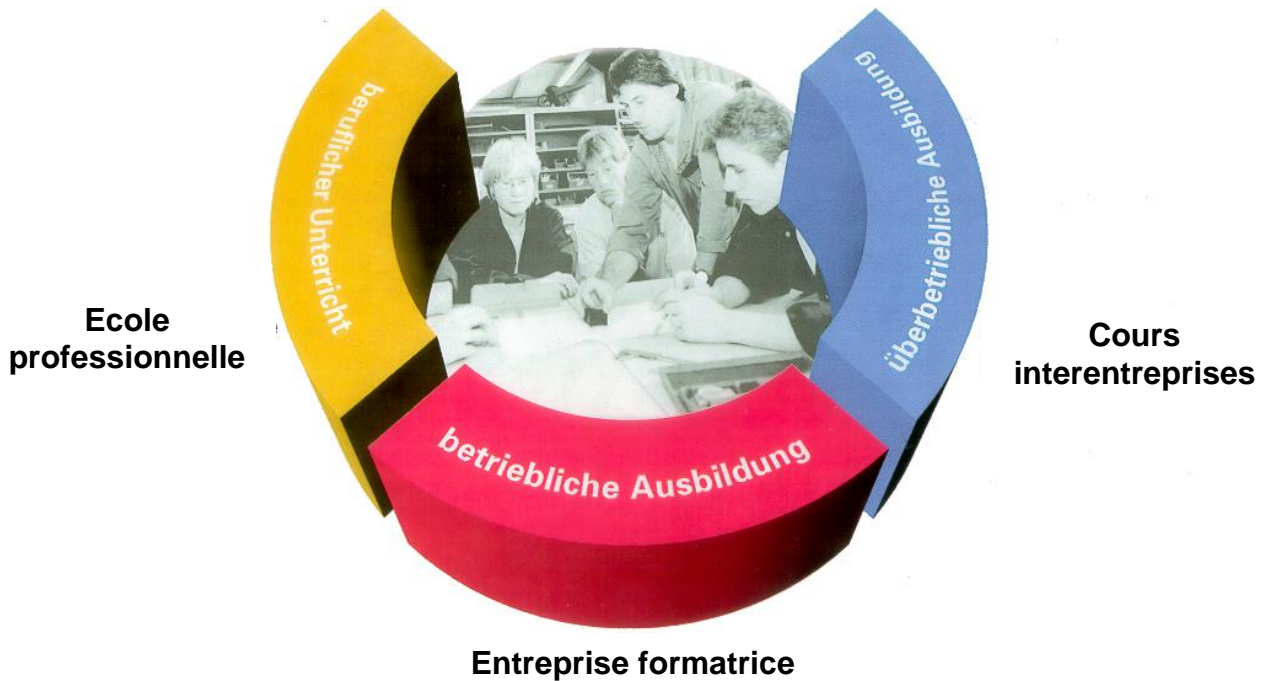 beruflicher Unterricht
überbetriebliche Ausbildung
Ecole
professionnelle
Cours
interentreprises
betriebliche Ausbildung
Entreprise formatrice